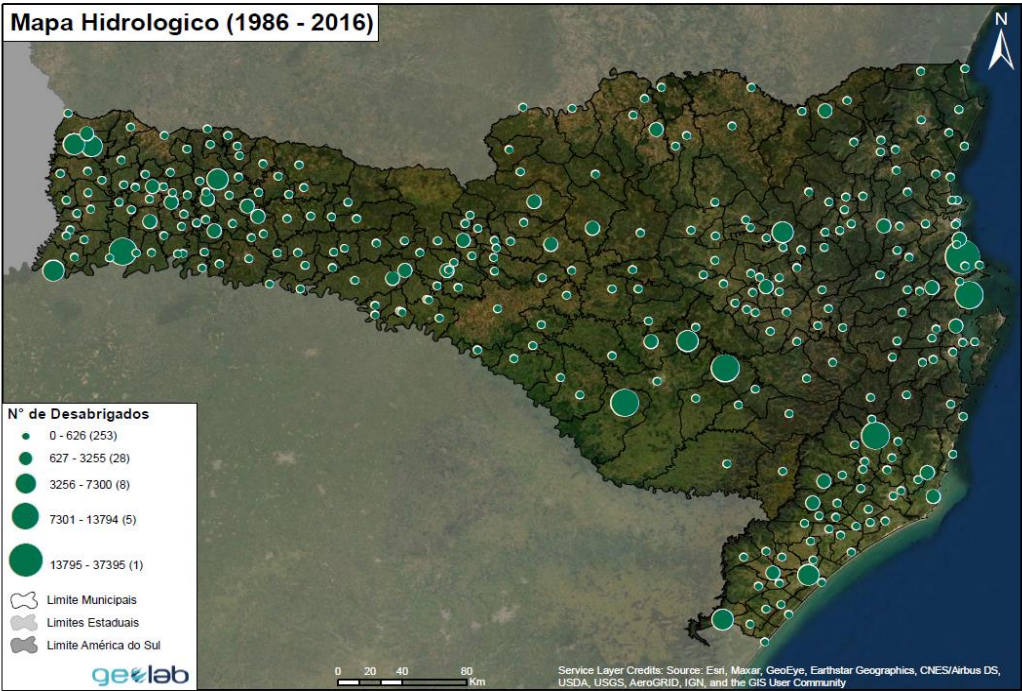 Mapa Hidrologico (1986 - 2016)
N
N° de Desabrigados
0 - 626 (253)
627 - 3255 (28)
3256 - 7300 (8)
7301 - 13794 (5)
13795 - 37395 (1)
Limite Municipais
Limites Estaduais
Limite América do Sul
geolab
0 20 40 80
Km
Service Layer Credits: Source: Esri, Maxar, GeoEye, Earthstar Geographics, CNES/Airbus DS,
USDA, USGS, AeroGRID, IGN, and the GIS User Community